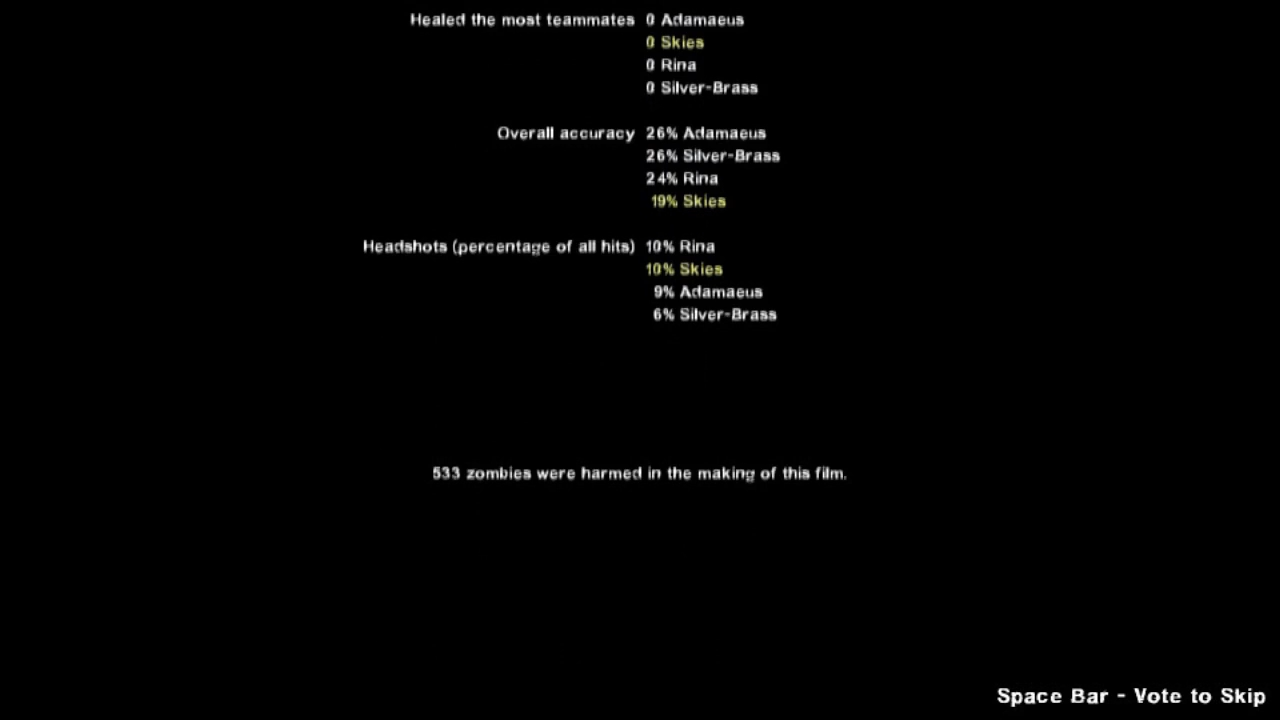 Healed the most teammates 0 Adamaeus
0 Skies
0 Rina
0 Silver-Brass
Overall accuracy 26% Adamaeus
26% Silver-Brass
24% Rina
19% Skies
Headshots (percentage of all hits) 10% Rina
10% Skies
9% Adamaeus
6% Silver-Brass
533 zombies were harmed in the making of this film.
Space Bar - Vote to Skip